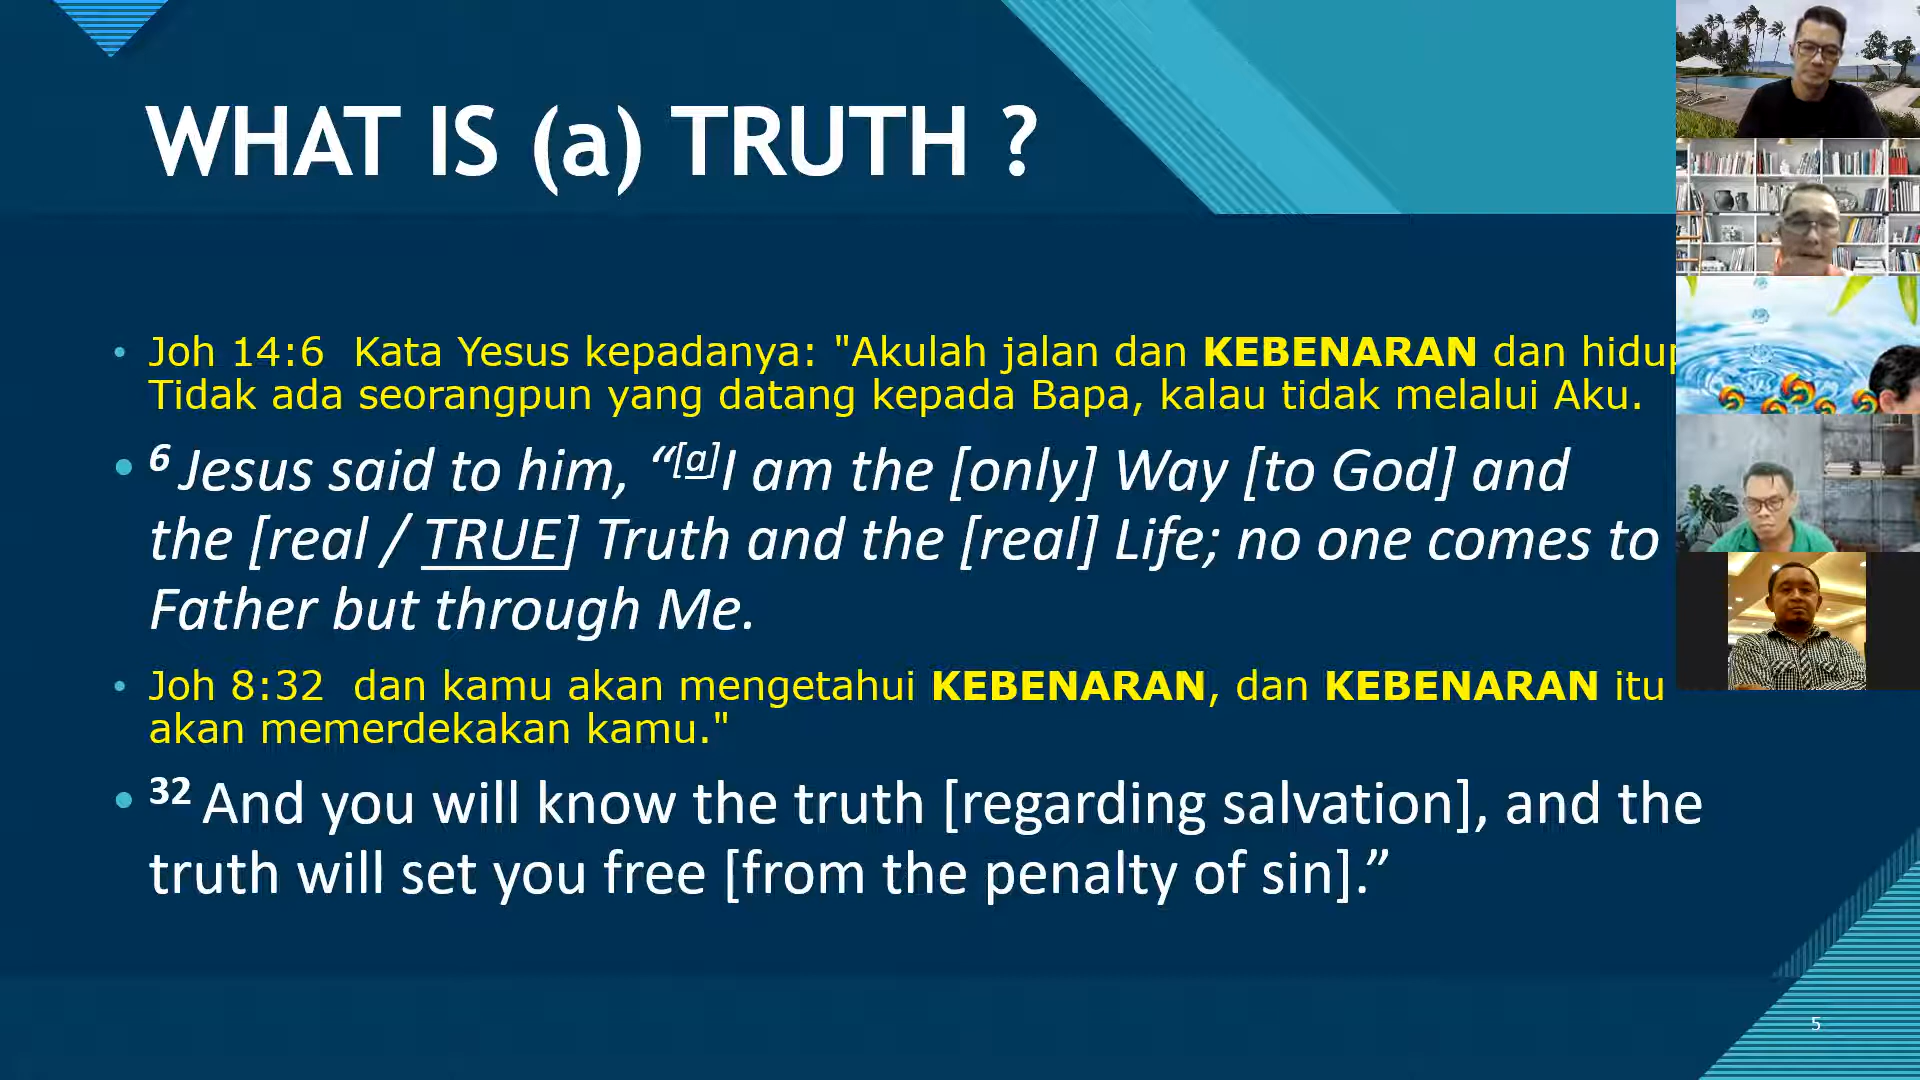 WHAT IS (a) TRUTH ?
• Joh 14:6  Kata Yesus kepadanya: "Akulah jalan dan KEBENARAN dan hidup
Tidak ada seorangpun yang datang kepada Bapa, kalau tidak melalui Aku.
• 6 Jesus said to him, “[a]I am the [only] Way [to God] and
the [real / TRUE] Truth and the [real] Life; no one comes to
Father but through Me.
• Joh 8:32  dan kamu akan mengetahui KEBENARAN, dan KEBENARAN itu
akan memerdekakan kamu."
• 32 And you will know the truth [regarding salvation], and the
truth will set you free [from the penalty of sin].”
5